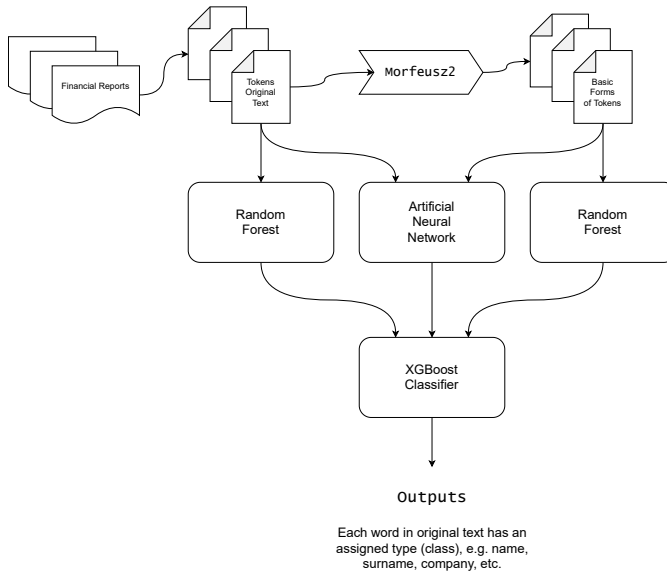 Financial Reports
Tokens
Original
Text
Morfeusz2
Basic
Forms
of Tokens
Random
Forest
Artificial
Neural
Network
Random
Forest
XGBoost
Classifier
Outputs
Each word in original text has an
assigned type (class), e.g. name,
surname, company, etc.